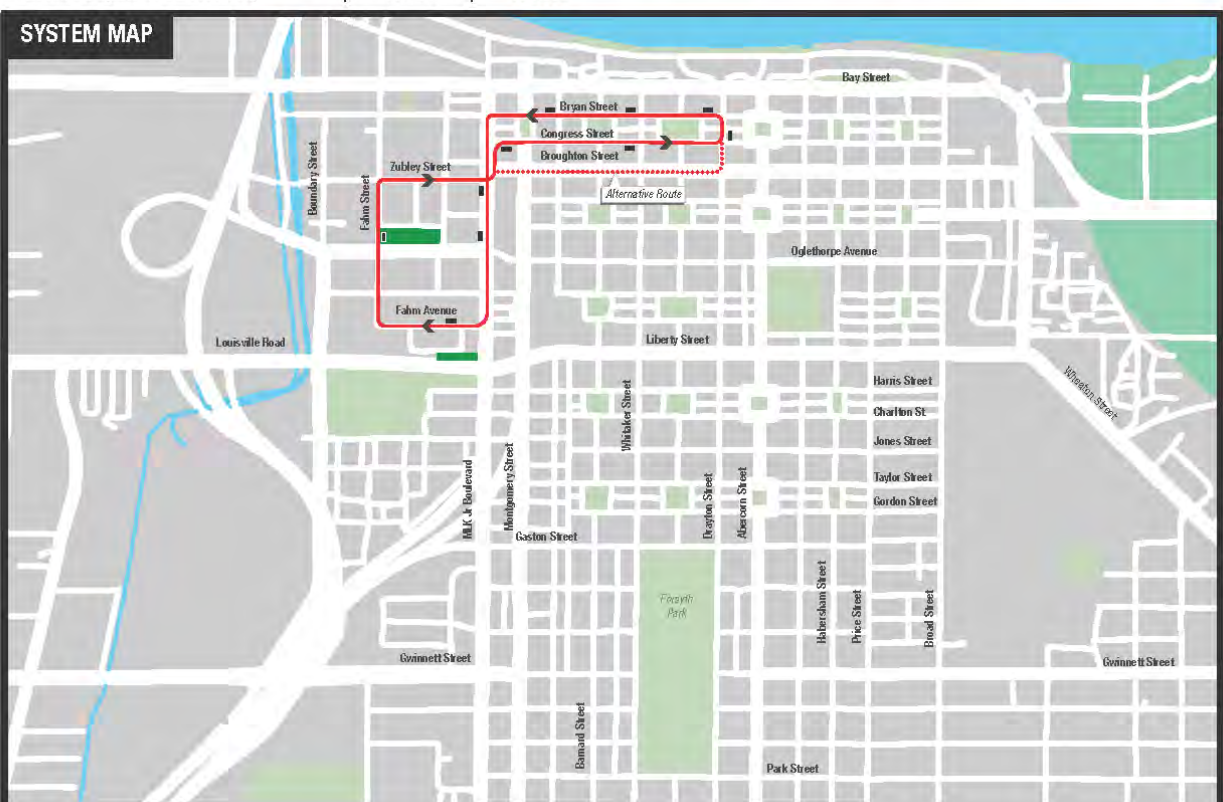 SYSTEM MAP
Bay Street
Bryan Street
Congress Street
Broughton Street
Zubley Street
Boundary Street
Fahm Street
Alternative Route
Oglethorpe Avenue
Fahm Avenue
Louisville Road
Liberty Street
Harris Street
Wheaton Street
Charlton St.
Whitaker Street
Jones Street
MLK Jr Boulevard
Montgomery Street
Drayton Street
Abercorn Street
Taylor Street
Gordon Street
Gaston Street
Forsyth
Park
Habersham Street
Price Street
Broad Street
Gwinnett Street
Gwinnett Street
Barnard Street
Park Street